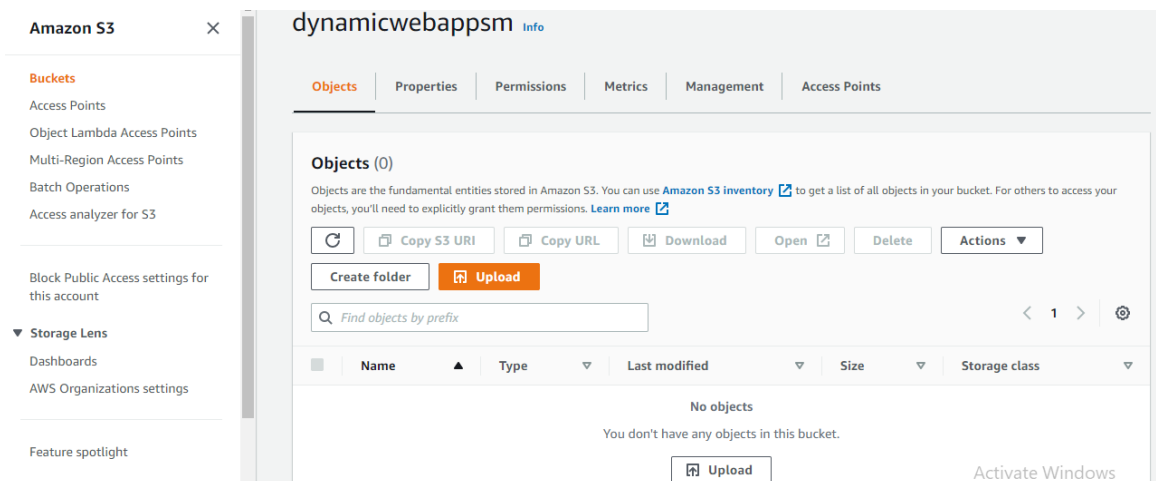 Amazon S3
Buckets
Access Points
Object Lambda Access Points
Multi-Region Access Points
Batch Operations
Access analyzer for S3
Block Public Access settings for
this account
Storage Lens
Dashboards
AWS Organizations settings
Feature spotlight
dynamicwebappsm Info
Objects Properties Permissions Metrics Management Access Points
Objects (0)
Objects are the fundamental entities stored in Amazon S3. You can use Amazon S3 inventory to get a list of all objects in your bucket. For others to access your
objects, you'll need to explicitly grant them permissions. Learn more
Copy S3 URI Copy URL Download Open Delete Actions
Create folder Upload
Find objects by prefix 1
Name Type Last modified Size Storage class
No objects
You don't have any objects in this bucket.
Upload
Activate Windows